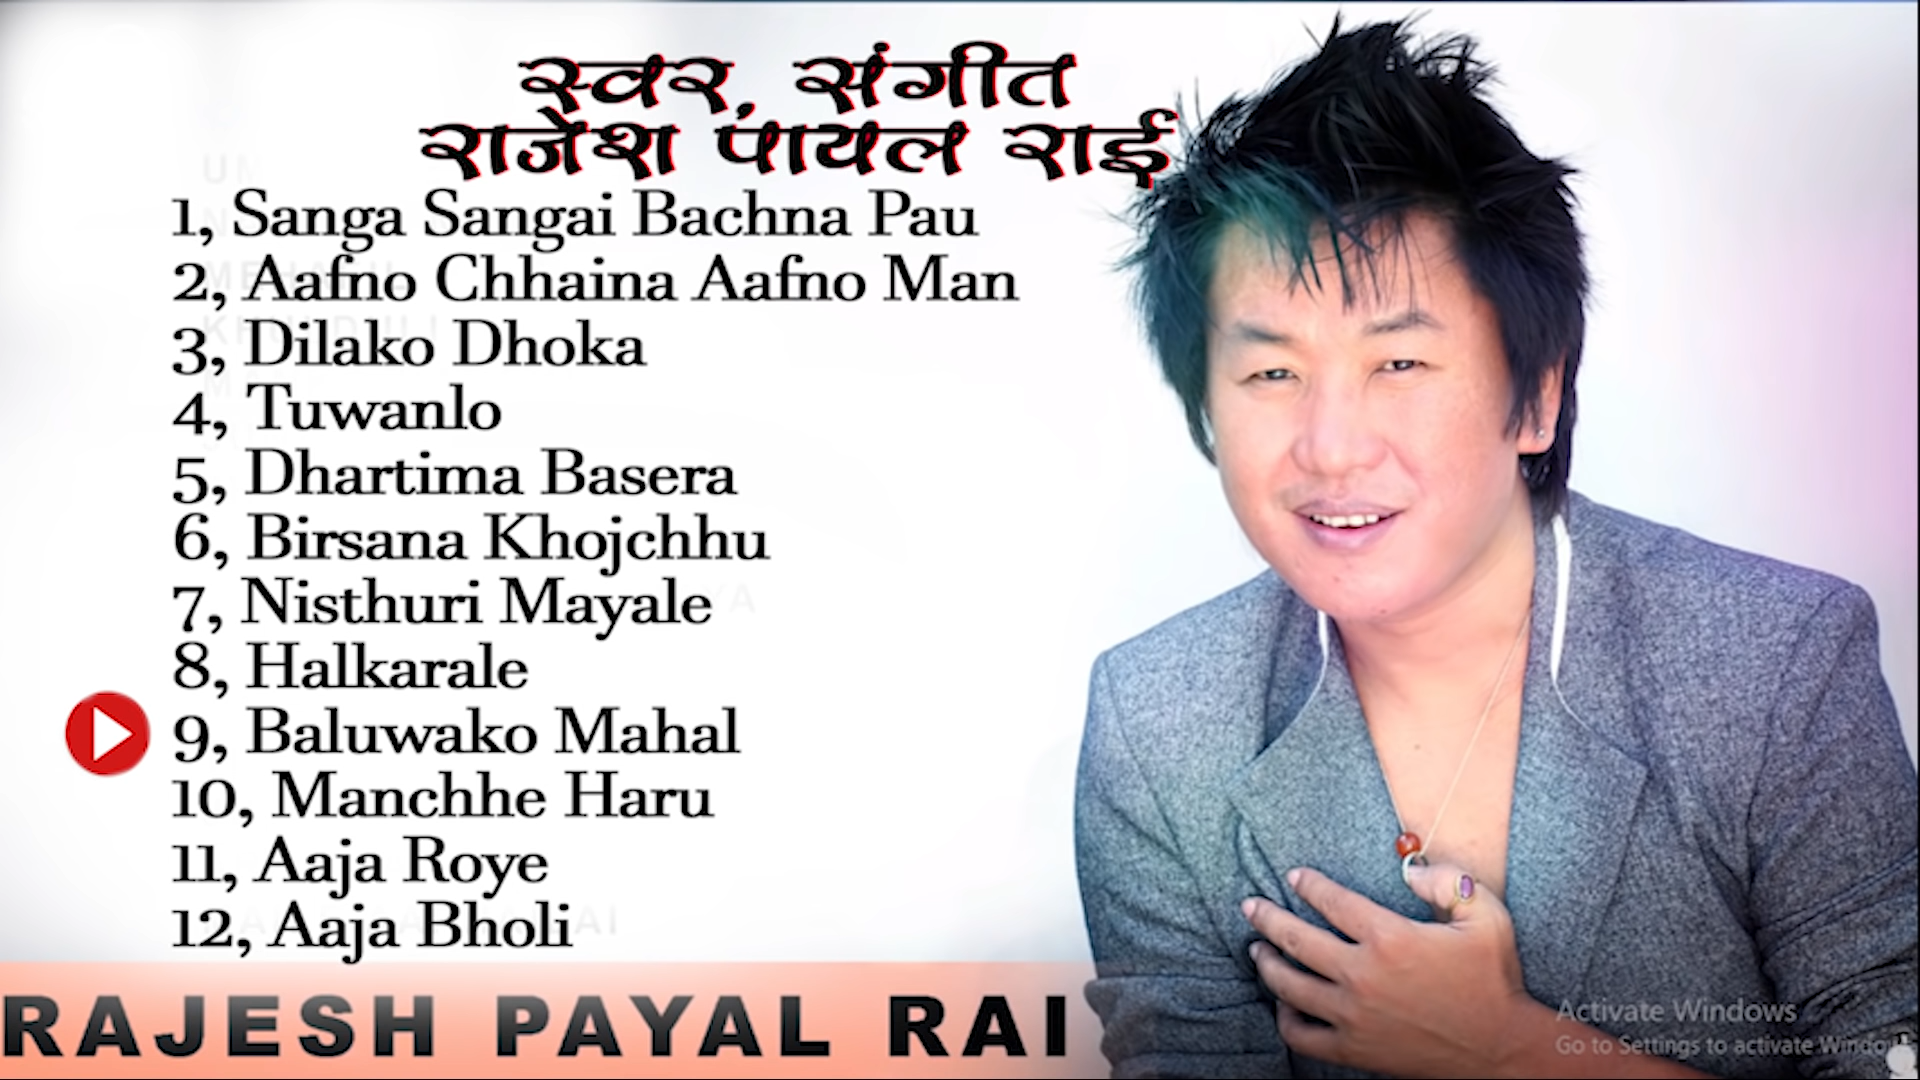 स्वर, संगीत
राजेश पायल राई
1, Sanga Sangai Bachna Pau
2, Aafno Chhaina Aafno Man
3, Dilako Dhoka
4, Tuwanlo
5, Dhartima Basera
6, Birsana Khojchhu
7, Nisthuri Mayale
8, Halkarale
9, Baluwako Mahal
10, Manchhe Haru
11, Aaja Roye
12, Aaja Bholi
RAJESH PAYAL RAI
Activate Windows
Go to Settings to activate Windows